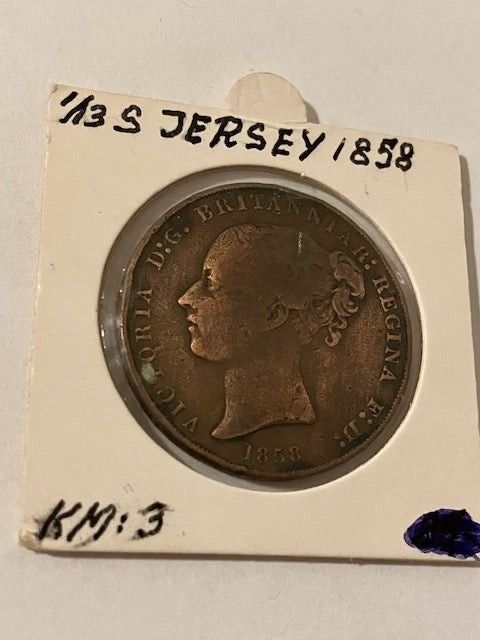 1/13 S JERSEY 1858
VICTORIA D:G: BRITANNIAR: REGINA F:D:
1858
KM: 3